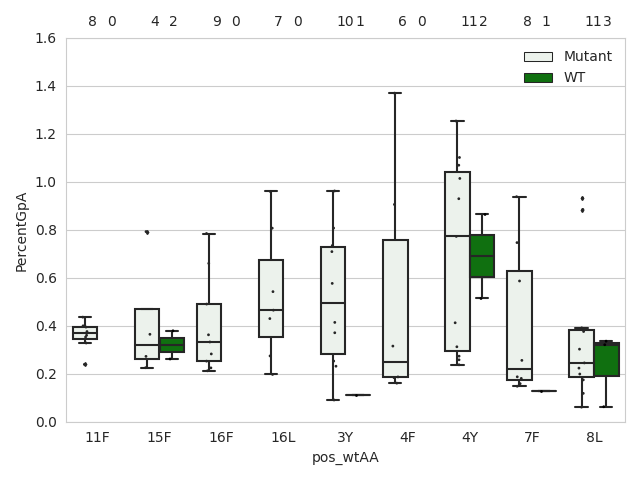 8 0 4 2 9 0 7 0 10 1 6 0 11 2 8 1 11 3
1.6
Mutant
WT
1.4
1.2
1.0
0.8
0.6
0.4
0.2
0.0
PercentGpA
11F 15F 16F 16L 3Y 4F 4Y 7F 8L
pos_wtAA